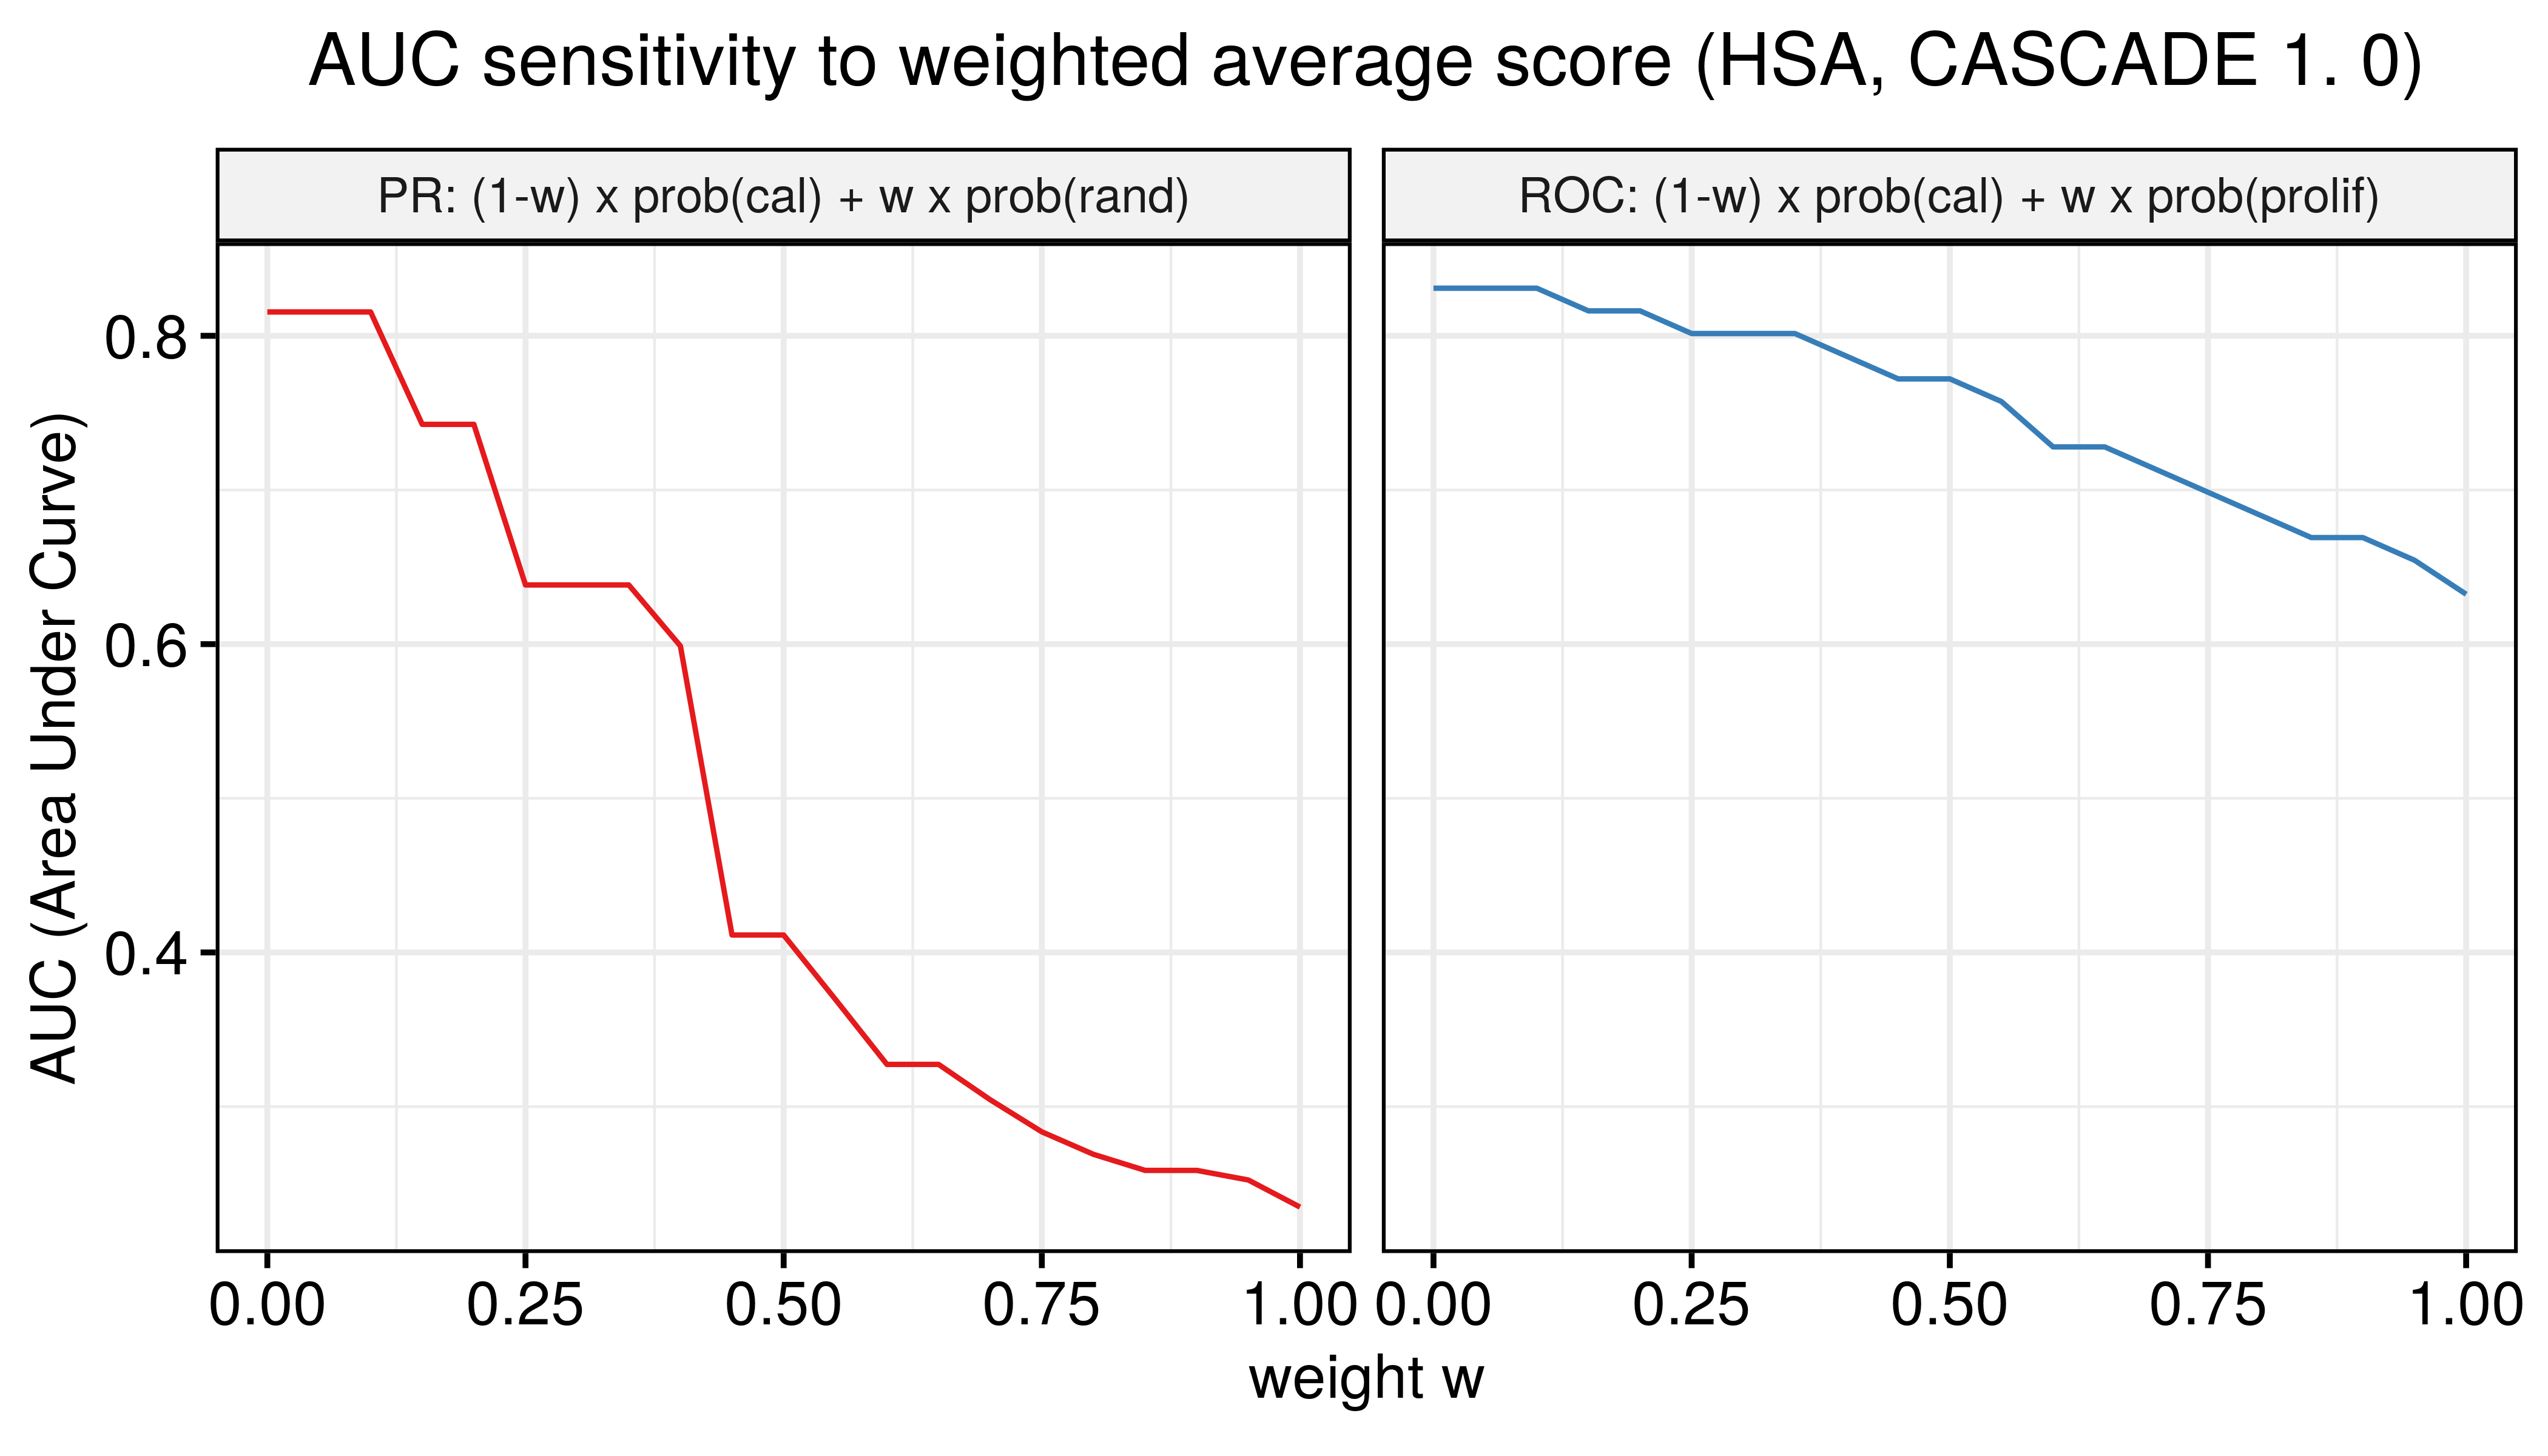 AUC sensitivity to weighted average score (HSA, CASCADE 1. 0)
PR: (1-w) x prob(cal) + w x prob(rand)
ROC: (1-w) x prob(cal) + w x prob(prolif)
AUC (Area Under Curve)
0.8
0.6
0.4
0.00 0.25 0.50 0.75 1.00
0.00 0.25 0.50 0.75 1.00
weight w